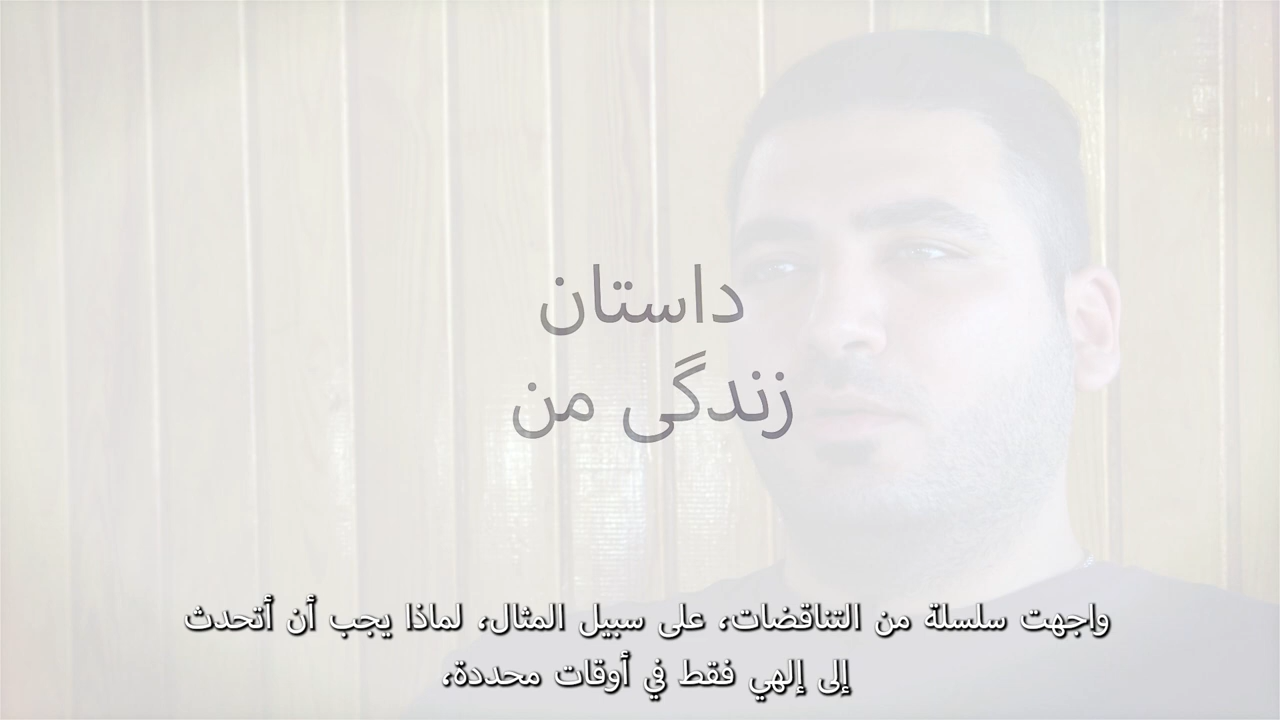 داستان
زندگی من
واجهت سلسلة من التناقضات، على سبيل المثال، لماذا يجب أن أتحدث
إلى إلهي فقط في أوقات محددة،